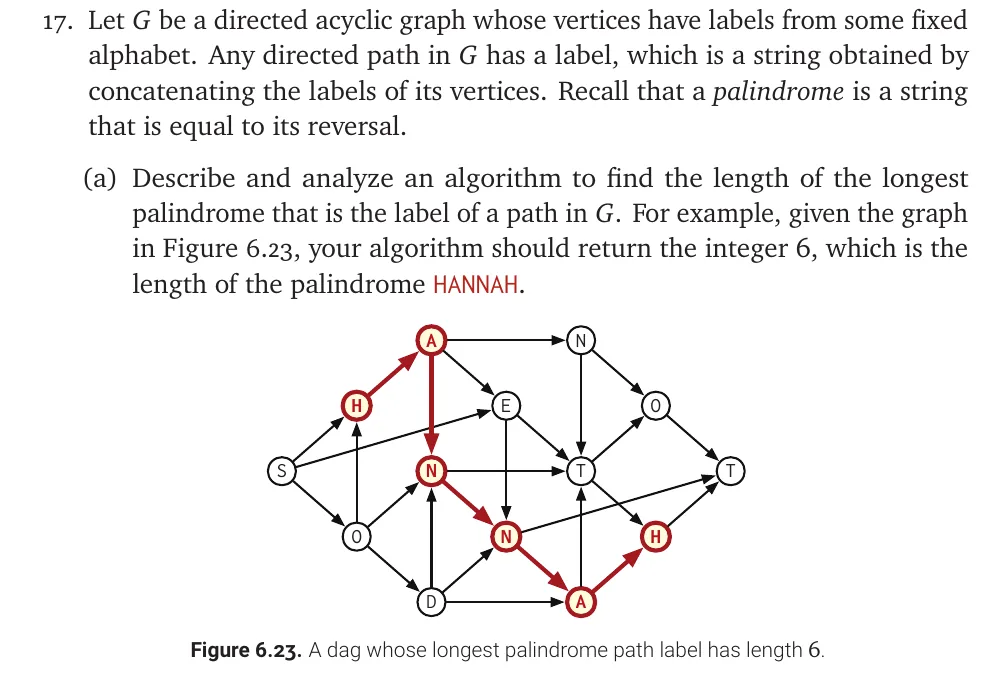 17. Let G be a directed acyclic graph whose vertices have labels from some fixed
alphabet. Any directed path in G has a label, which is a string obtained by
concatenating the labels of its vertices. Recall that a palindrome is a string
that is equal to its reversal.
(a) Describe and analyze an algorithm to find the length of the longest
palindrome that is the label of a path in G. For example, given the graph
in Figure 6.23, your algorithm should return the integer 6, which is the
length of the palindrome HANNAH.
A N
H E O
S N T T
O N H
D A
Figure 6.23. A dag whose longest palindrome path label has length 6.